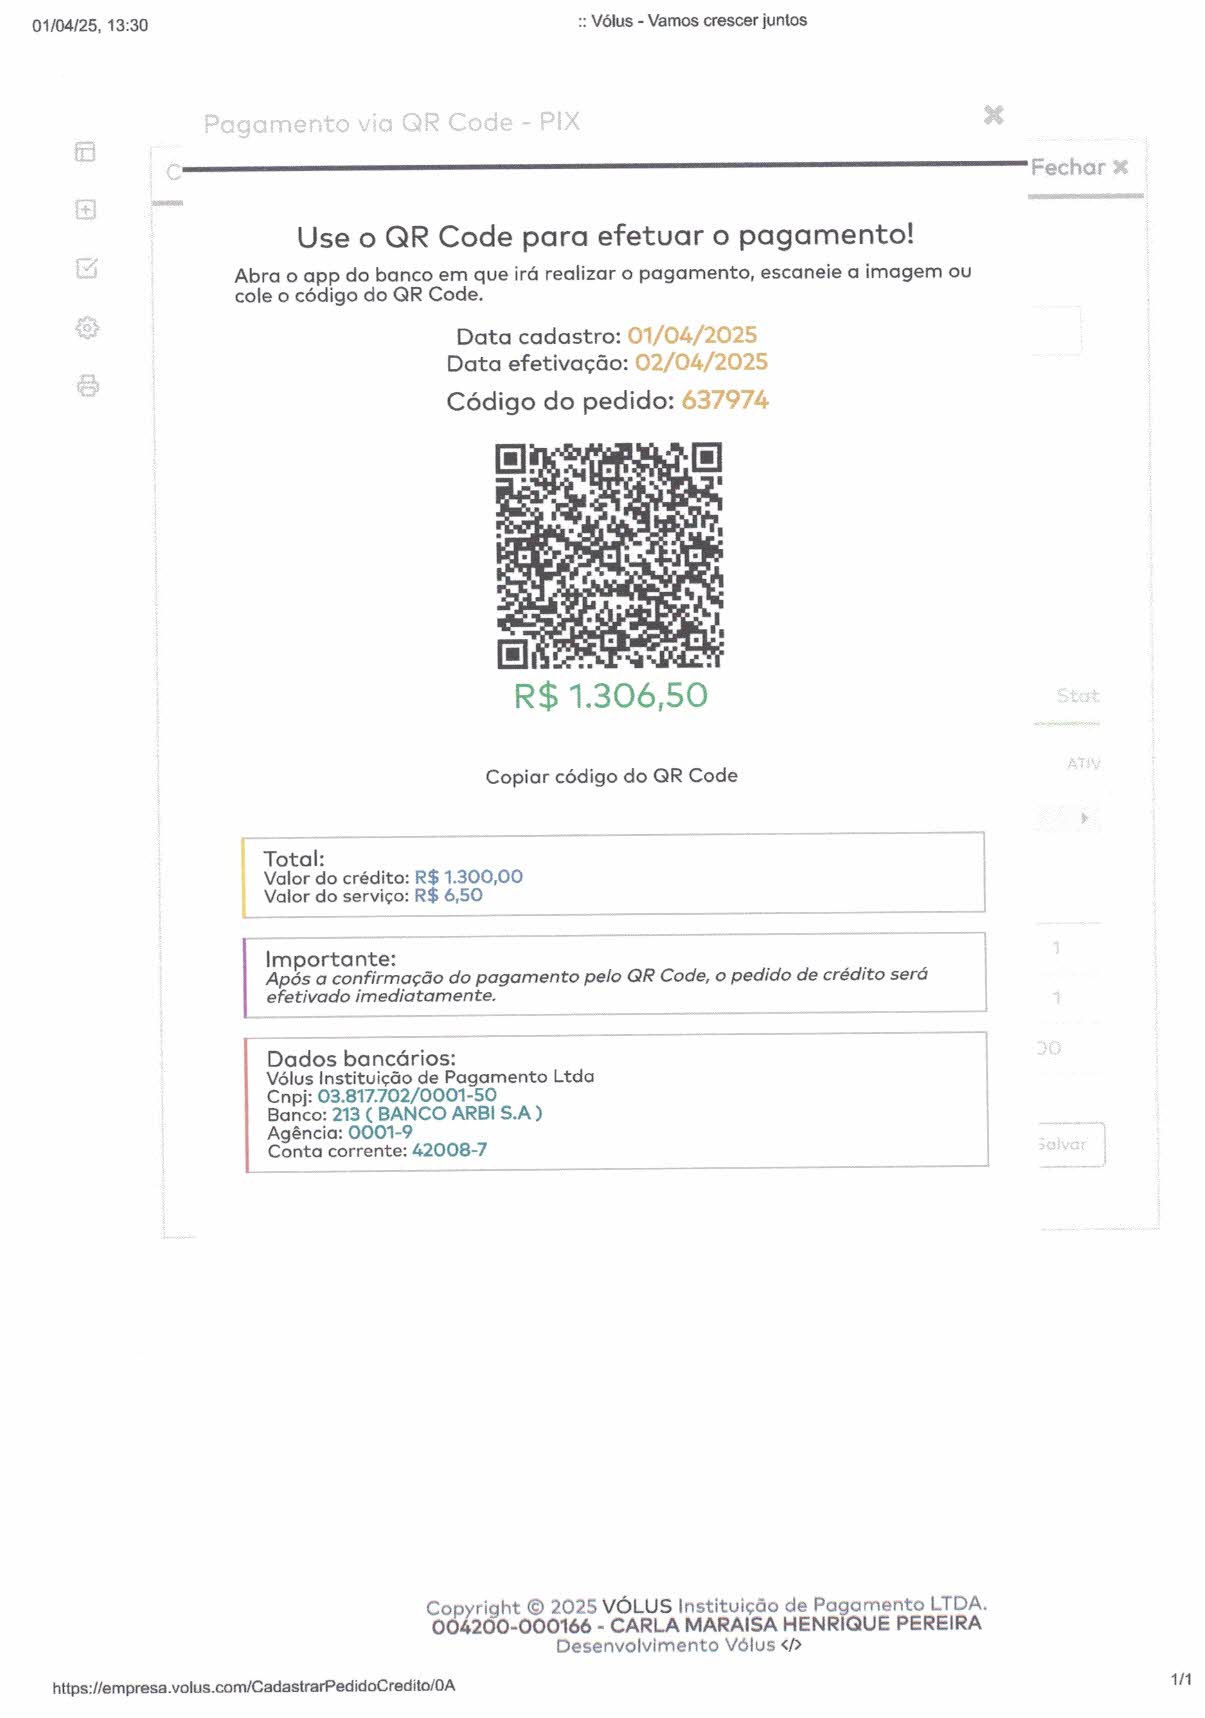 01/04/25, 13:30
:: Vólus - Vamos crescer juntos
Pagamento via QR Code - PIX
Fechar
Use o QR Code para efetuar o pagamento!
Abra o app do banco em que irá realizar o pagamento, escaneie a imagem ou
cole o código do QR Code.
Data cadastro: 01/04/2025
Data efetivação: 02/04/2025
Código do pedido: 637974
R$ 1.306,50
Stat
Copiar código do QR Code
ATIV
Total:
Valor do crédito: R$ 1.300,00
Valor do serviço: R$ 6,50
Importante:
Após a confirmação do pagamento pelo QR Code, o pedido de crédito será
efetivado imediatamente.
1
1
Dados bancários:
Vólus Instituição de Pagamento Ltda
Cnpj: 03.817.702/0001-50
Banco: 213 ( BANCO ARBI S.A )
Agência: 0001-9
Conta corrente: 42008-7
Salvar
Copyright © 2025 VÓLUS Instituição de Pagamento LTDA.
004200-000166 - CARLA MARAISA HENRIQUE PEREIRA
Desenvolvimento Vólus </>
https://empresa.volus.com/CadastrarPedidoCredito/0A
1/1